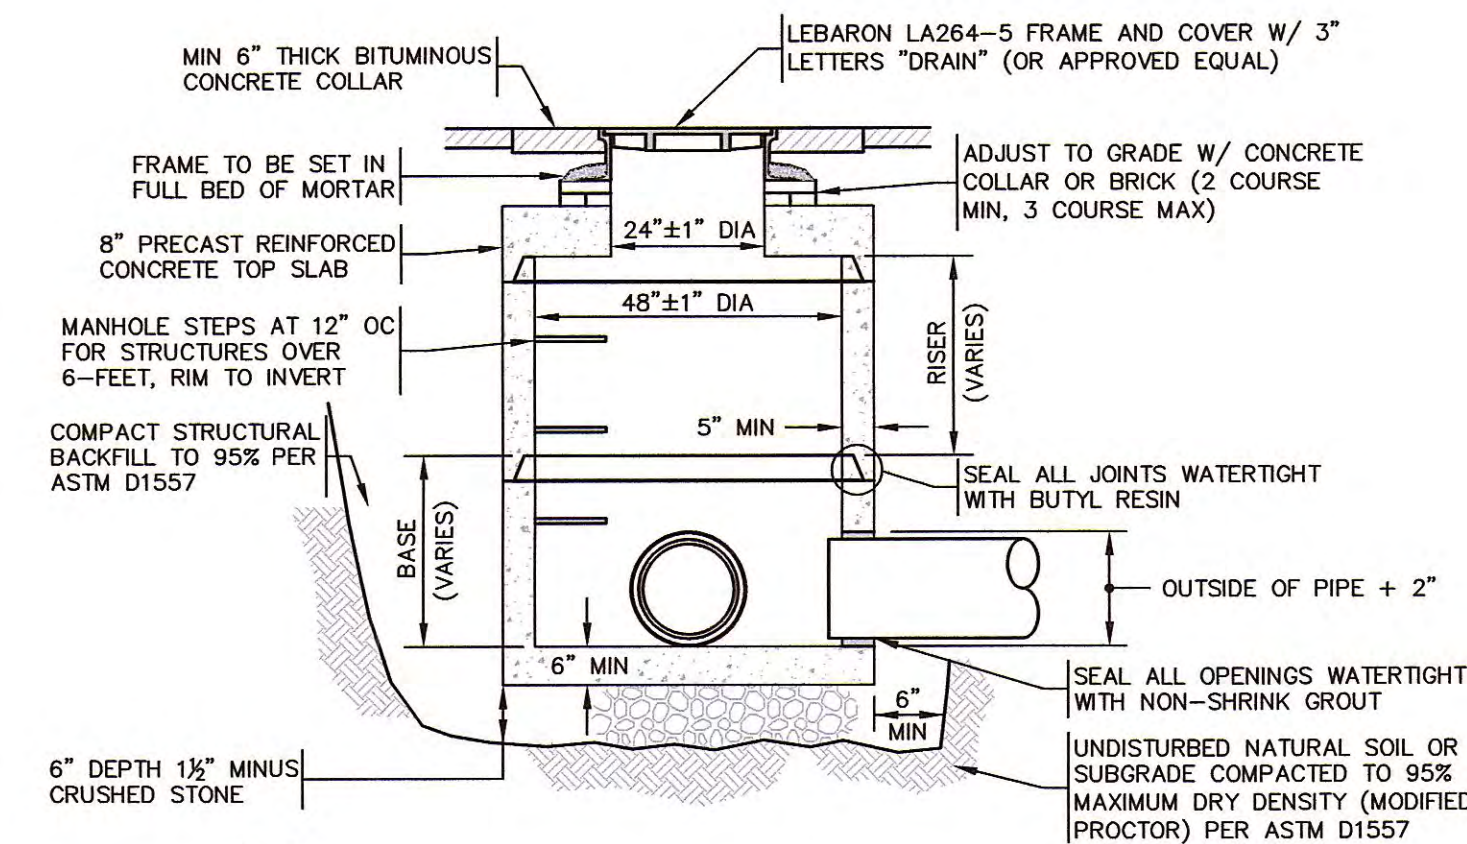 MIN 6" THICK BITUMINOUS
CONCRETE COLLAR
LEBARON LA264-5 FRAME AND COVER W/ 3"
LETTERS "DRAIN" (OR APPROVED EQUAL)
FRAME TO BE SET IN
FULL BED OF MORTAR
ADJUST TO GRADE W/ CONCRETE
COLLAR OR BRICK (2 COURSE
MIN, 3 COURSE MAX)
8" PRECAST REINFORCED
CONCRETE TOP SLAB
24"±1" DIA
48"±1" DIA
MANHOLE STEPS AT 12" OC
FOR STRUCTURES OVER
6-FEET, RIM TO INVERT
RISER
(VARIES)
5" MIN
COMPACT STRUCTURAL
BACKFILL TO 95% PER
ASTM D1557
SEAL ALL JOINTS WATERTIGHT
WITH BUTYL RESIN
BASE
(VARIES)
OUTSIDE OF PIPE + 2"
6" MIN
SEAL ALL OPENINGS WATERTIGHT
WITH NON-SHRINK GROUT
6"
MIN
6" DEPTH 1½" MINUS
CRUSHED STONE
UNDISTURBED NATURAL SOIL OR
SUBGRADE COMPACTED TO 95%
MAXIMUM DRY DENSITY (MODIFIED
PROCTOR) PER ASTM D1557